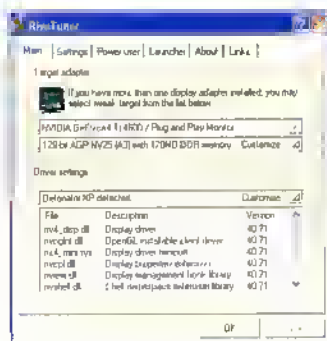 RivaTuner
Main Settings Power user Launcher About Links
Target adapter
If you have more than one display adapter installed, you may
select tweak target from the list below
NVIDIA GeForce4 Ti 4600 / Plug and Play Monitor
128-bit AGP NV25 (A3) with 128MB DDR memory Customize
Driver settings
Detonator XP detected. Customize
File Description Version
nv4_disp.dll Display driver 40.71
nvoglnt.dll OpenGL installable client driver 40.71
nv4_mini.sys Display driver miniport 40.71
nvcpl.dll Display properties extension 40.71
Display management hook library 40.71
Shell namespace extension library 40.71
OK